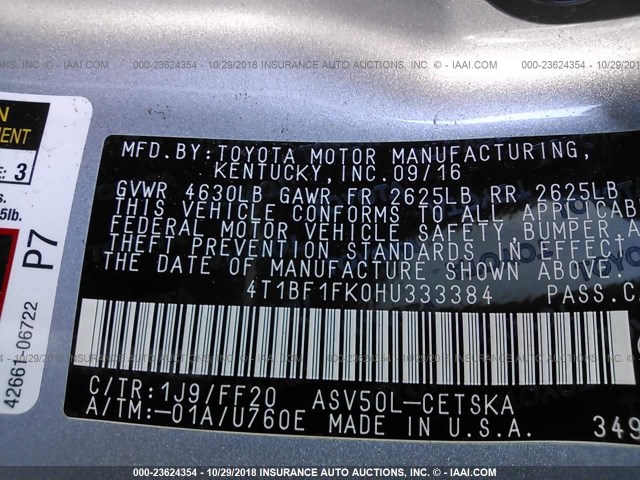 000-23624354 - 10/29/2018 INSURANCE AUTO AUCTIONS. © - IAAI.COM
MENT
3
5lb.
P7
42661-06722
MFD.BY:TOYOTA MOTOR MANUFACTURING,
KENTUCKY, INC.09/16
GVWR 4630LB GAWR FR 2625LB RR 2625LB
THIS VEHICLE CONFORMS TO ALL APPLICAB
FEDERAL MOTOR VEHICLE SAFETY, BUMPER, A
THEFT PREVENTION STANDARDS IN EFFECT
THE DATE OF MANUFACTURE SHOWN ABOVE.
4T1BF1FK0HU333384 PASS.C
C/TR:1J9/FF20 ASV50L-CETSKA
A/TM:-01A/U760E MADE IN U.S.A. 349
000-23624354 - 10/29/2018 INSURANCE AUTO AUCTIONS. © - IAAI.COM